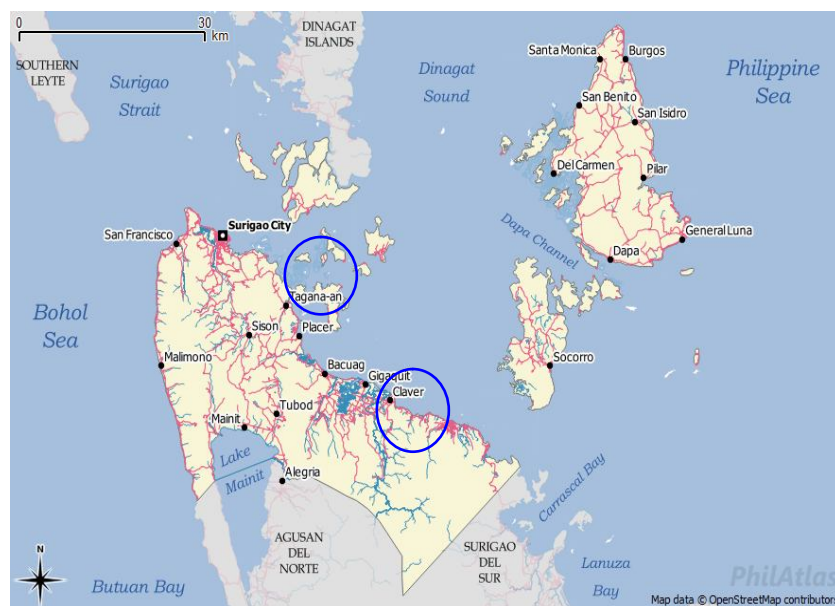 0 30
km
DINAGAT
ISLANDS
SOUTHERN
LEYTE
Surigao
Strait
Dinagat
Sound
Philippine
Sea
Santa Monica
Burgos
San Benito
San Isidro
Del Carmen
Pilar
Dapa Channel
General Luna
Dapa
Surigao City
San Francisco
Tagana-an
Bohol
Sea
Sison
Placer
Malimono
Bacuag
Gigaquit
Claver
Socorro
Tubod
Mainit
Lake
Mainit
Alegria
Carrascal Bay
AGUSAN
DEL
NORTE
SURIGAO
DEL
SUR
Lanuza
Bay
N
Butuan Bay
PhilAtlas
Map data © OpenStreetMap contributors